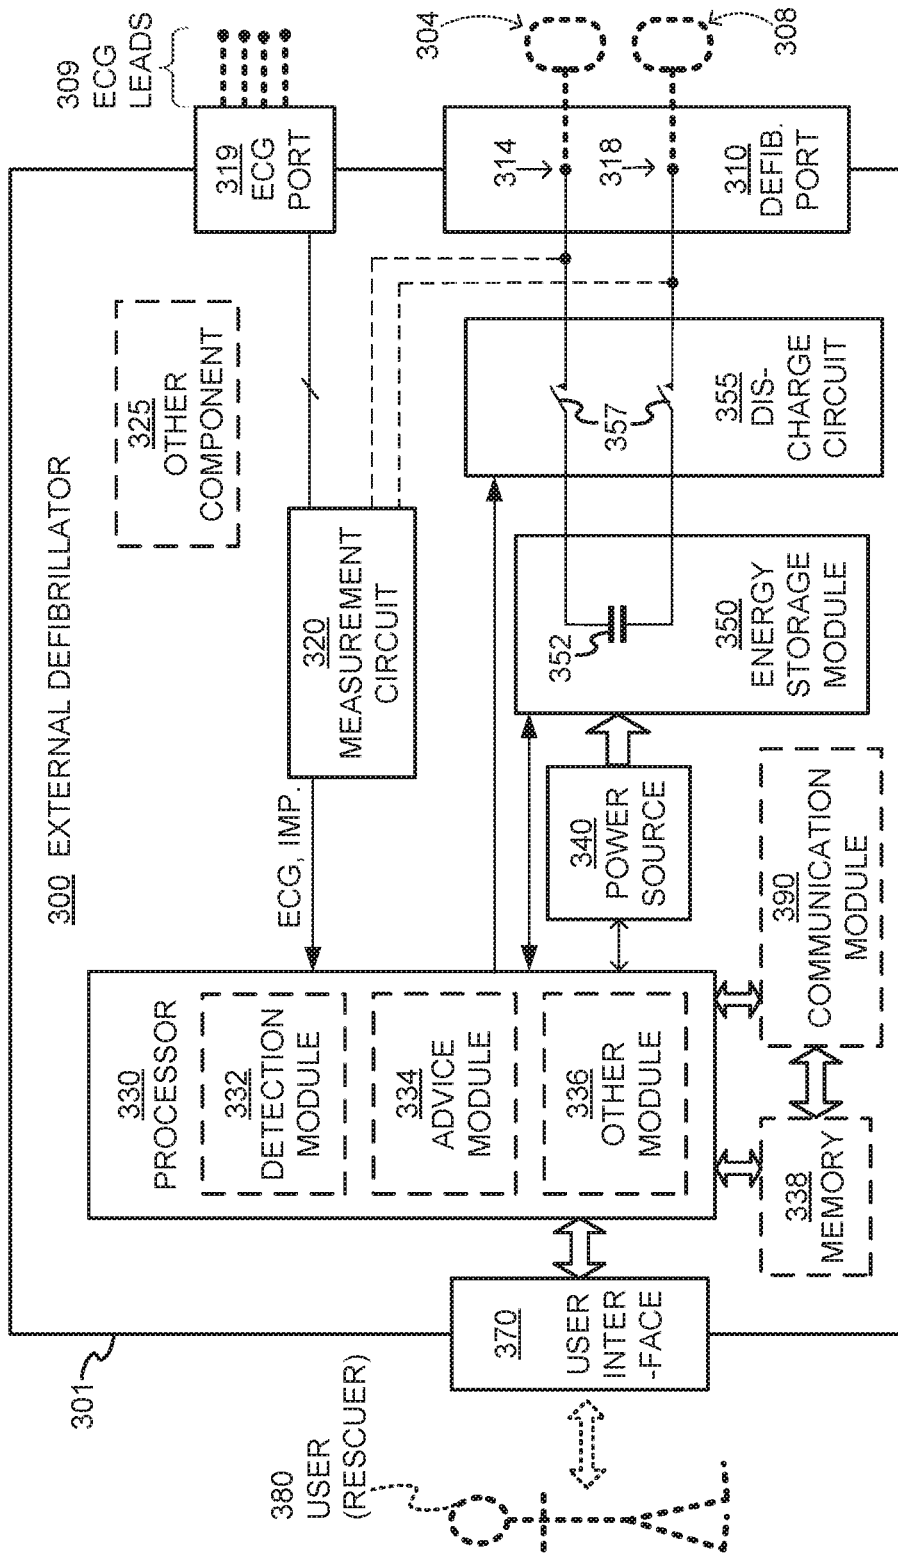 300 EXTERNAL DEFIBRILLATOR
301
380
USER
(RESCUER)
370
USER
INTER
-FACE
330
PROCESSOR
332
DETECTION
MODULE
334
ADVICE
MODULE
336
OTHER
MODULE
338
MEMORY
390
COMMUNICATION
MODULE
ECG, IMP.
320
MEASUREMENT
CIRCUIT
325
OTHER
COMPONENT
340
POWER
SOURCE
352
350
ENERGY
STORAGE
MODULE
357
355
DIS-
CHARGE
CIRCUIT
309
ECG
LEADS
319
ECG
PORT
304
308
314
318
310
DEFIB.
PORT